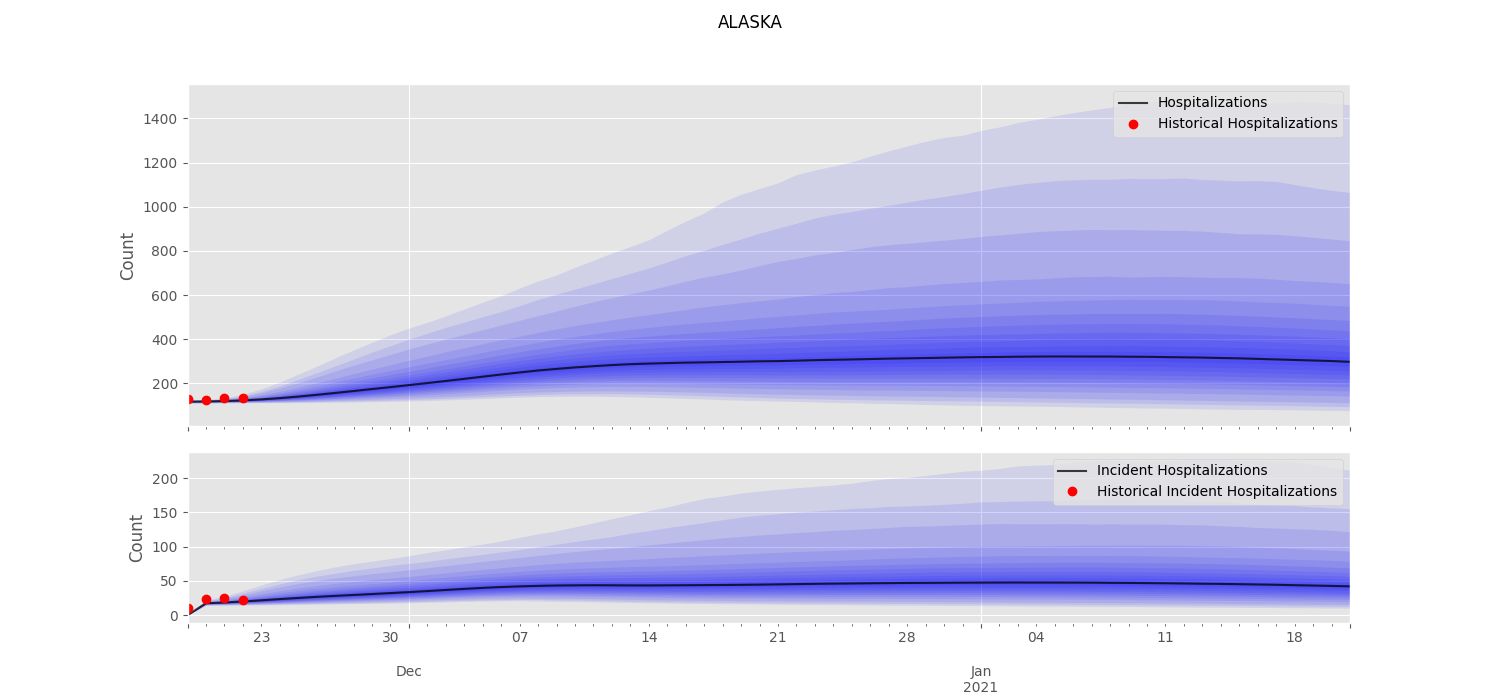 ALASKA
Hospitalizations
Historical Hospitalizations
Count
1400
1200
1000
800
600
400
200
Incident Hospitalizations
Historical Incident Hospitalizations
Count
200
150
100
50
0
23 30 07 14 21 28 04 11 18
Dec Jan
2021